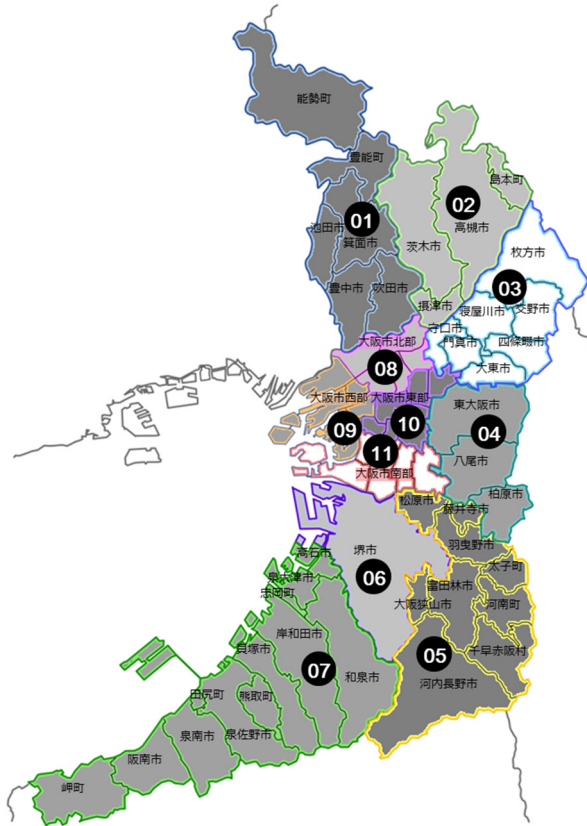 能勢町
豊能町
01
池田市
箕面市
豊中市
吹田市
02
島本町
高槻市
茨木市
摂津市
枚方市
03
寝屋川市
交野市
守口市
門真市
四條畷市
大東市
大阪市北部
08
大阪市西部
大阪市東部
09
10
11
大阪市南部
東大阪市
04
八尾市
柏原市
松原市
藤井寺市
羽曳野市
太子町
富田林市
大阪狭山市
河南町
千早赤阪村
05
河内長野市
堺市
06
高石市
泉大津市
忠岡町
岸和田市
貝塚市
07
和泉市
田尻町
熊取町
泉南市
泉佐野市
阪南市
岬町